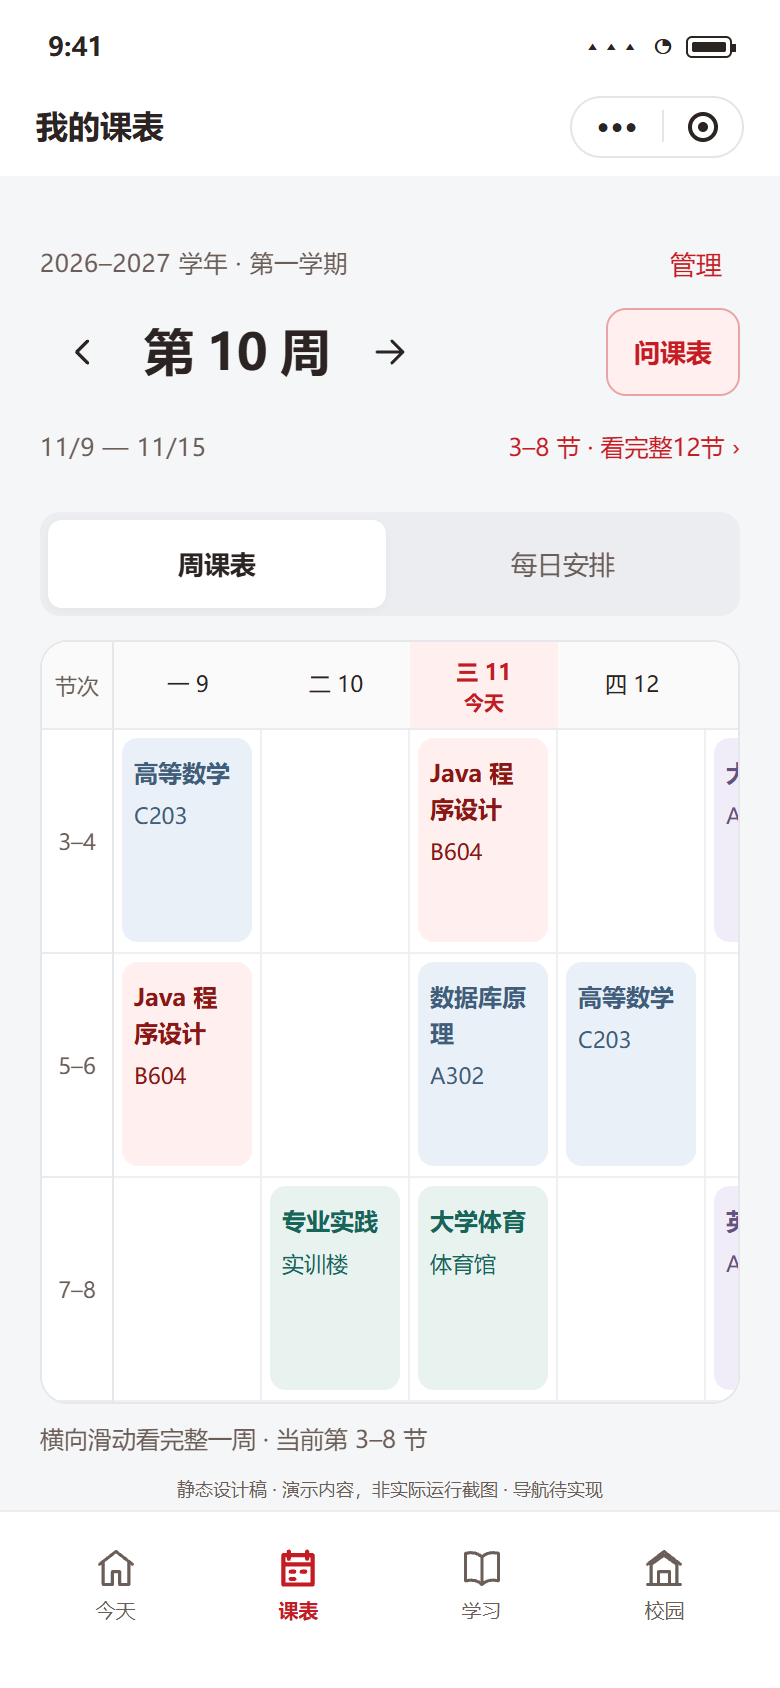 9:41
我的课表
2026–2027 学年 · 第一学期
管理
第 10 周
问课表
11/9 — 11/15
3–8 节 · 看完整12节 ›
周课表
每日安排
节次
一 9
二 10
三 11
今天
四 12
3–4
高等数学
C203
Java 程
序设计
B604
5–6
Java 程
序设计
B604
数据库原
理
A302
高等数学
C203
7–8
专业实践
实训楼
大学体育
体育馆
横向滑动看完整一周 · 当前第 3–8 节
静态设计稿 · 演示内容，非实际运行截图 · 导航待实现
今天
课表
学习
校园